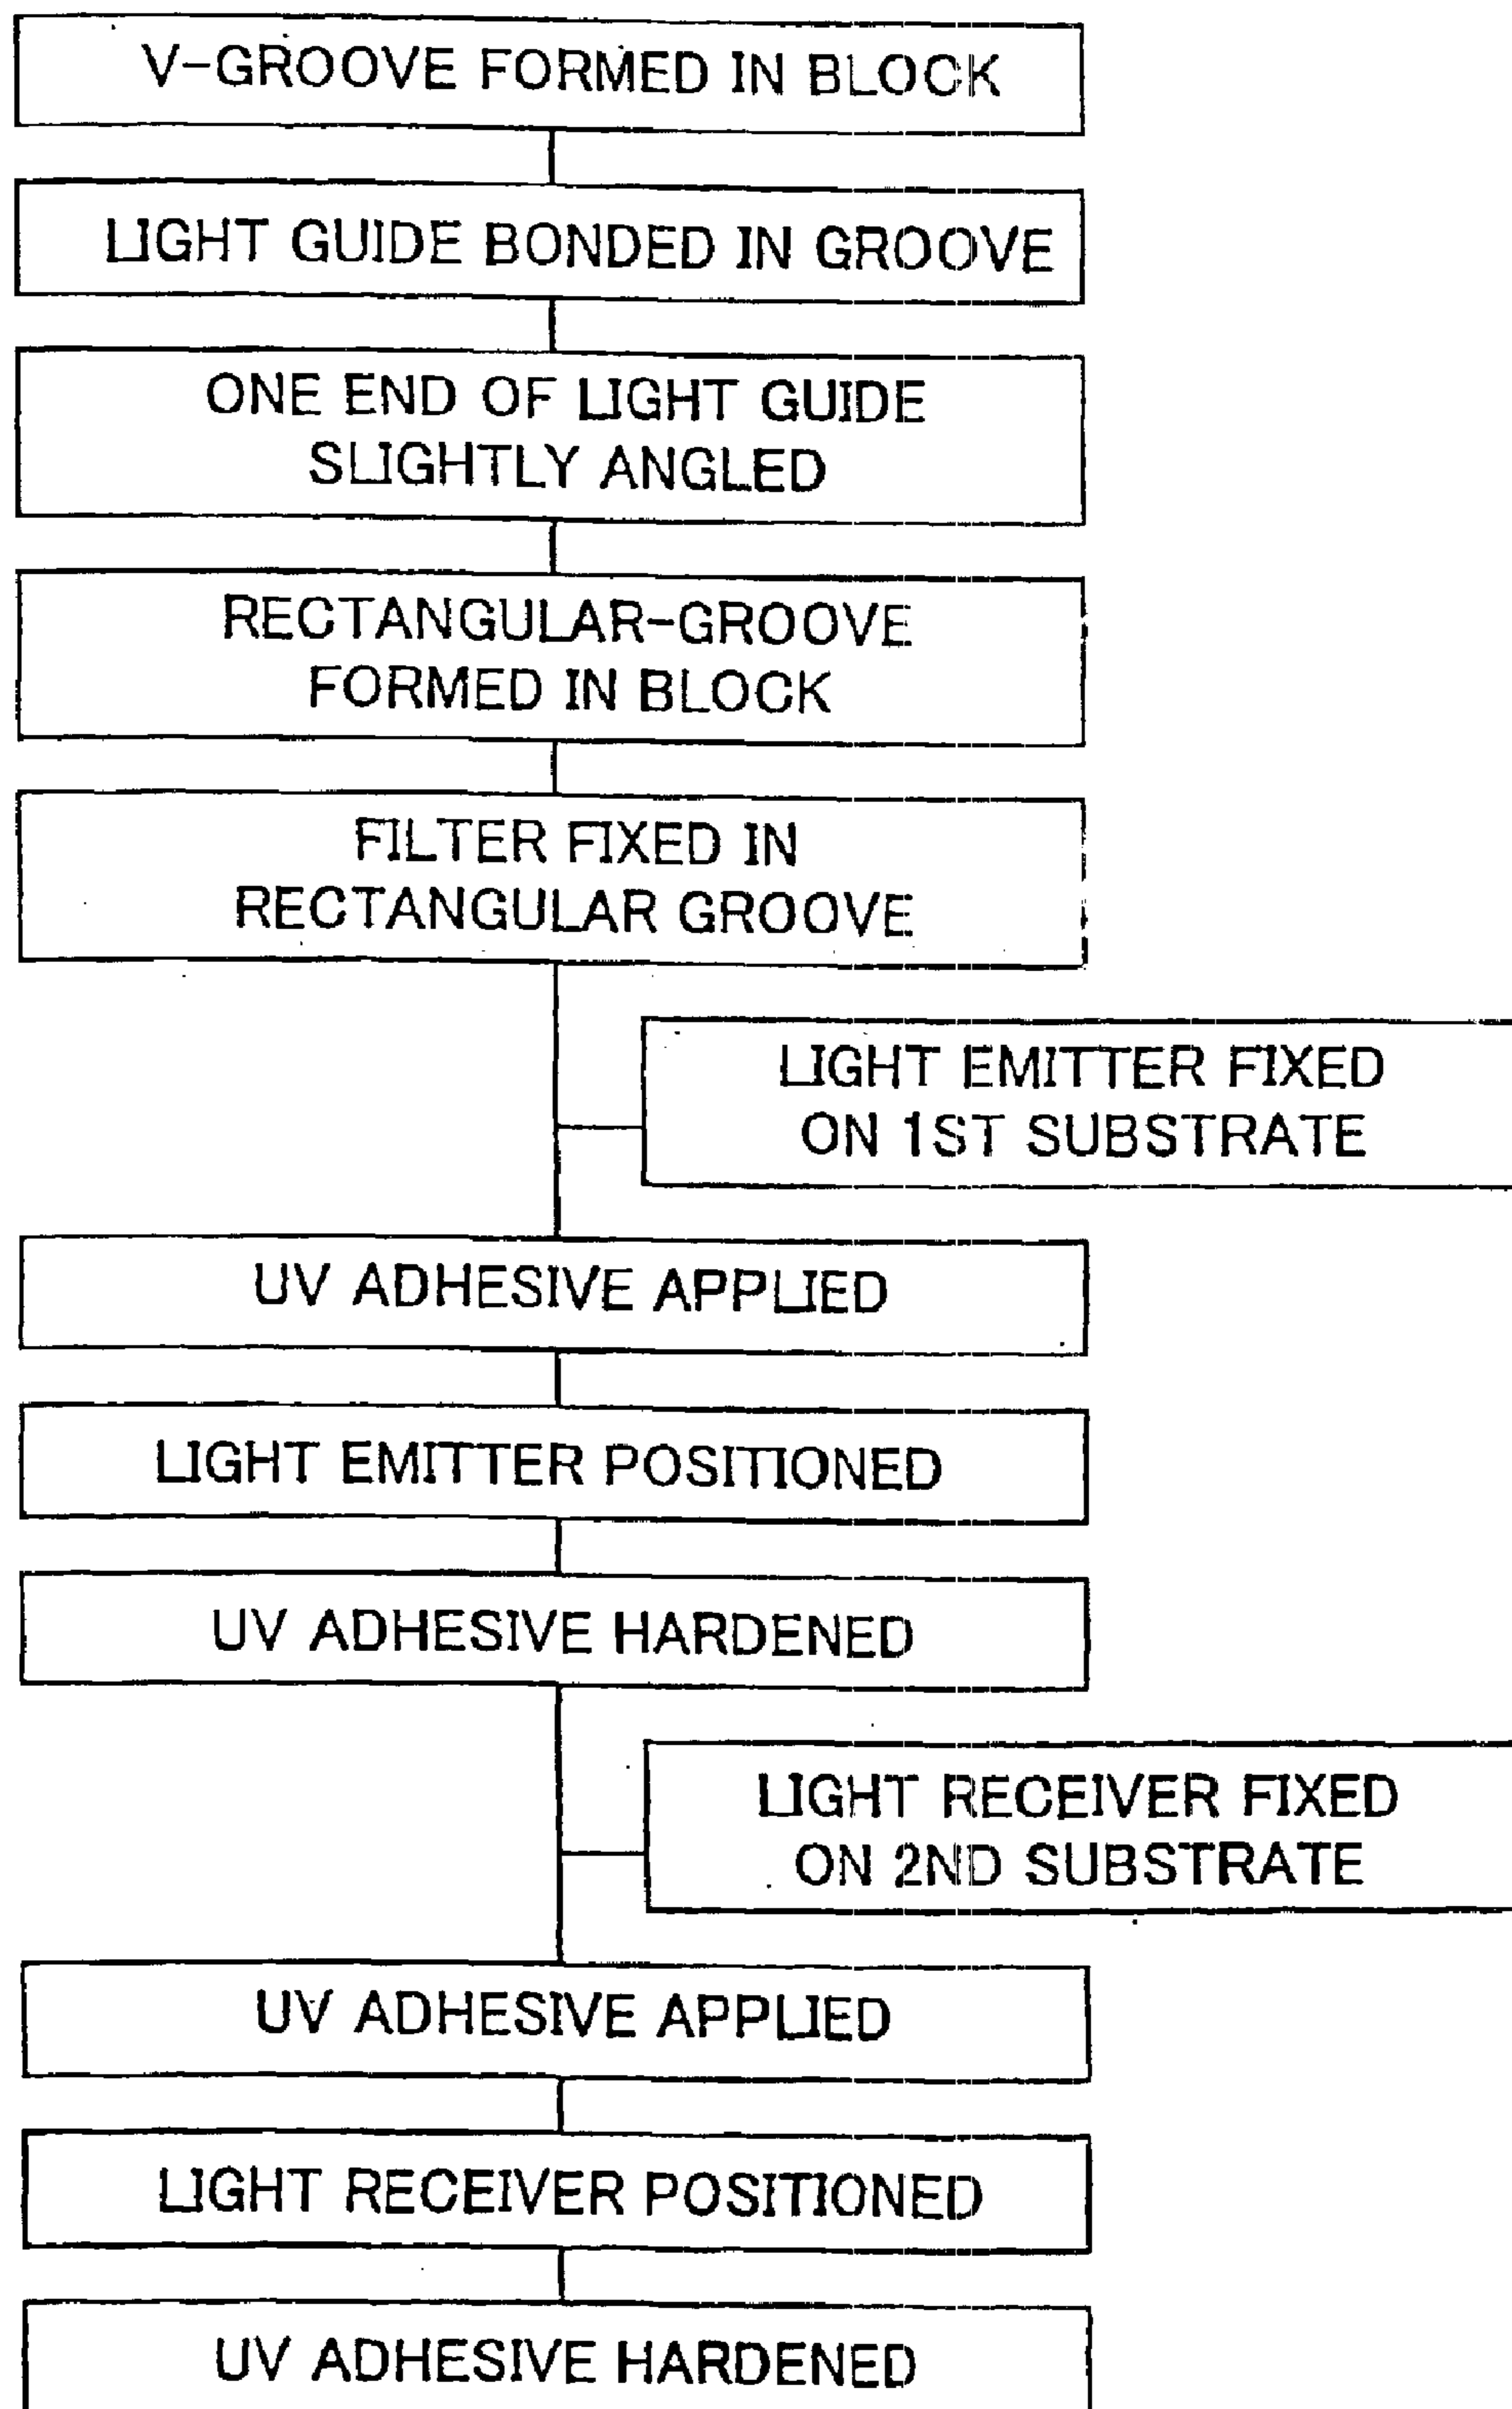 V-GROOVE FORMED IN BLOCK
LIGHT GUIDE BONDED IN GROOVE
ONE END OF LIGHT GUIDE
SLIGHTLY ANGLED
RECTANGULAR-GROOVE
FORMED IN BLOCK
FILTER FIXED IN
RECTANGULAR GROOVE
LIGHT EMITTER FIXED
ON 1ST SUBSTRATE
UV ADHESIVE APPLIED
LIGHT EMITTER POSITIONED
UV ADHESIVE HARDENED
LIGHT RECEIVER FIXED
ON 2ND SUBSTRATE
UV ADHESIVE APPLIED
LIGHT RECEIVER POSITIONED
UV ADHESIVE HARDENED